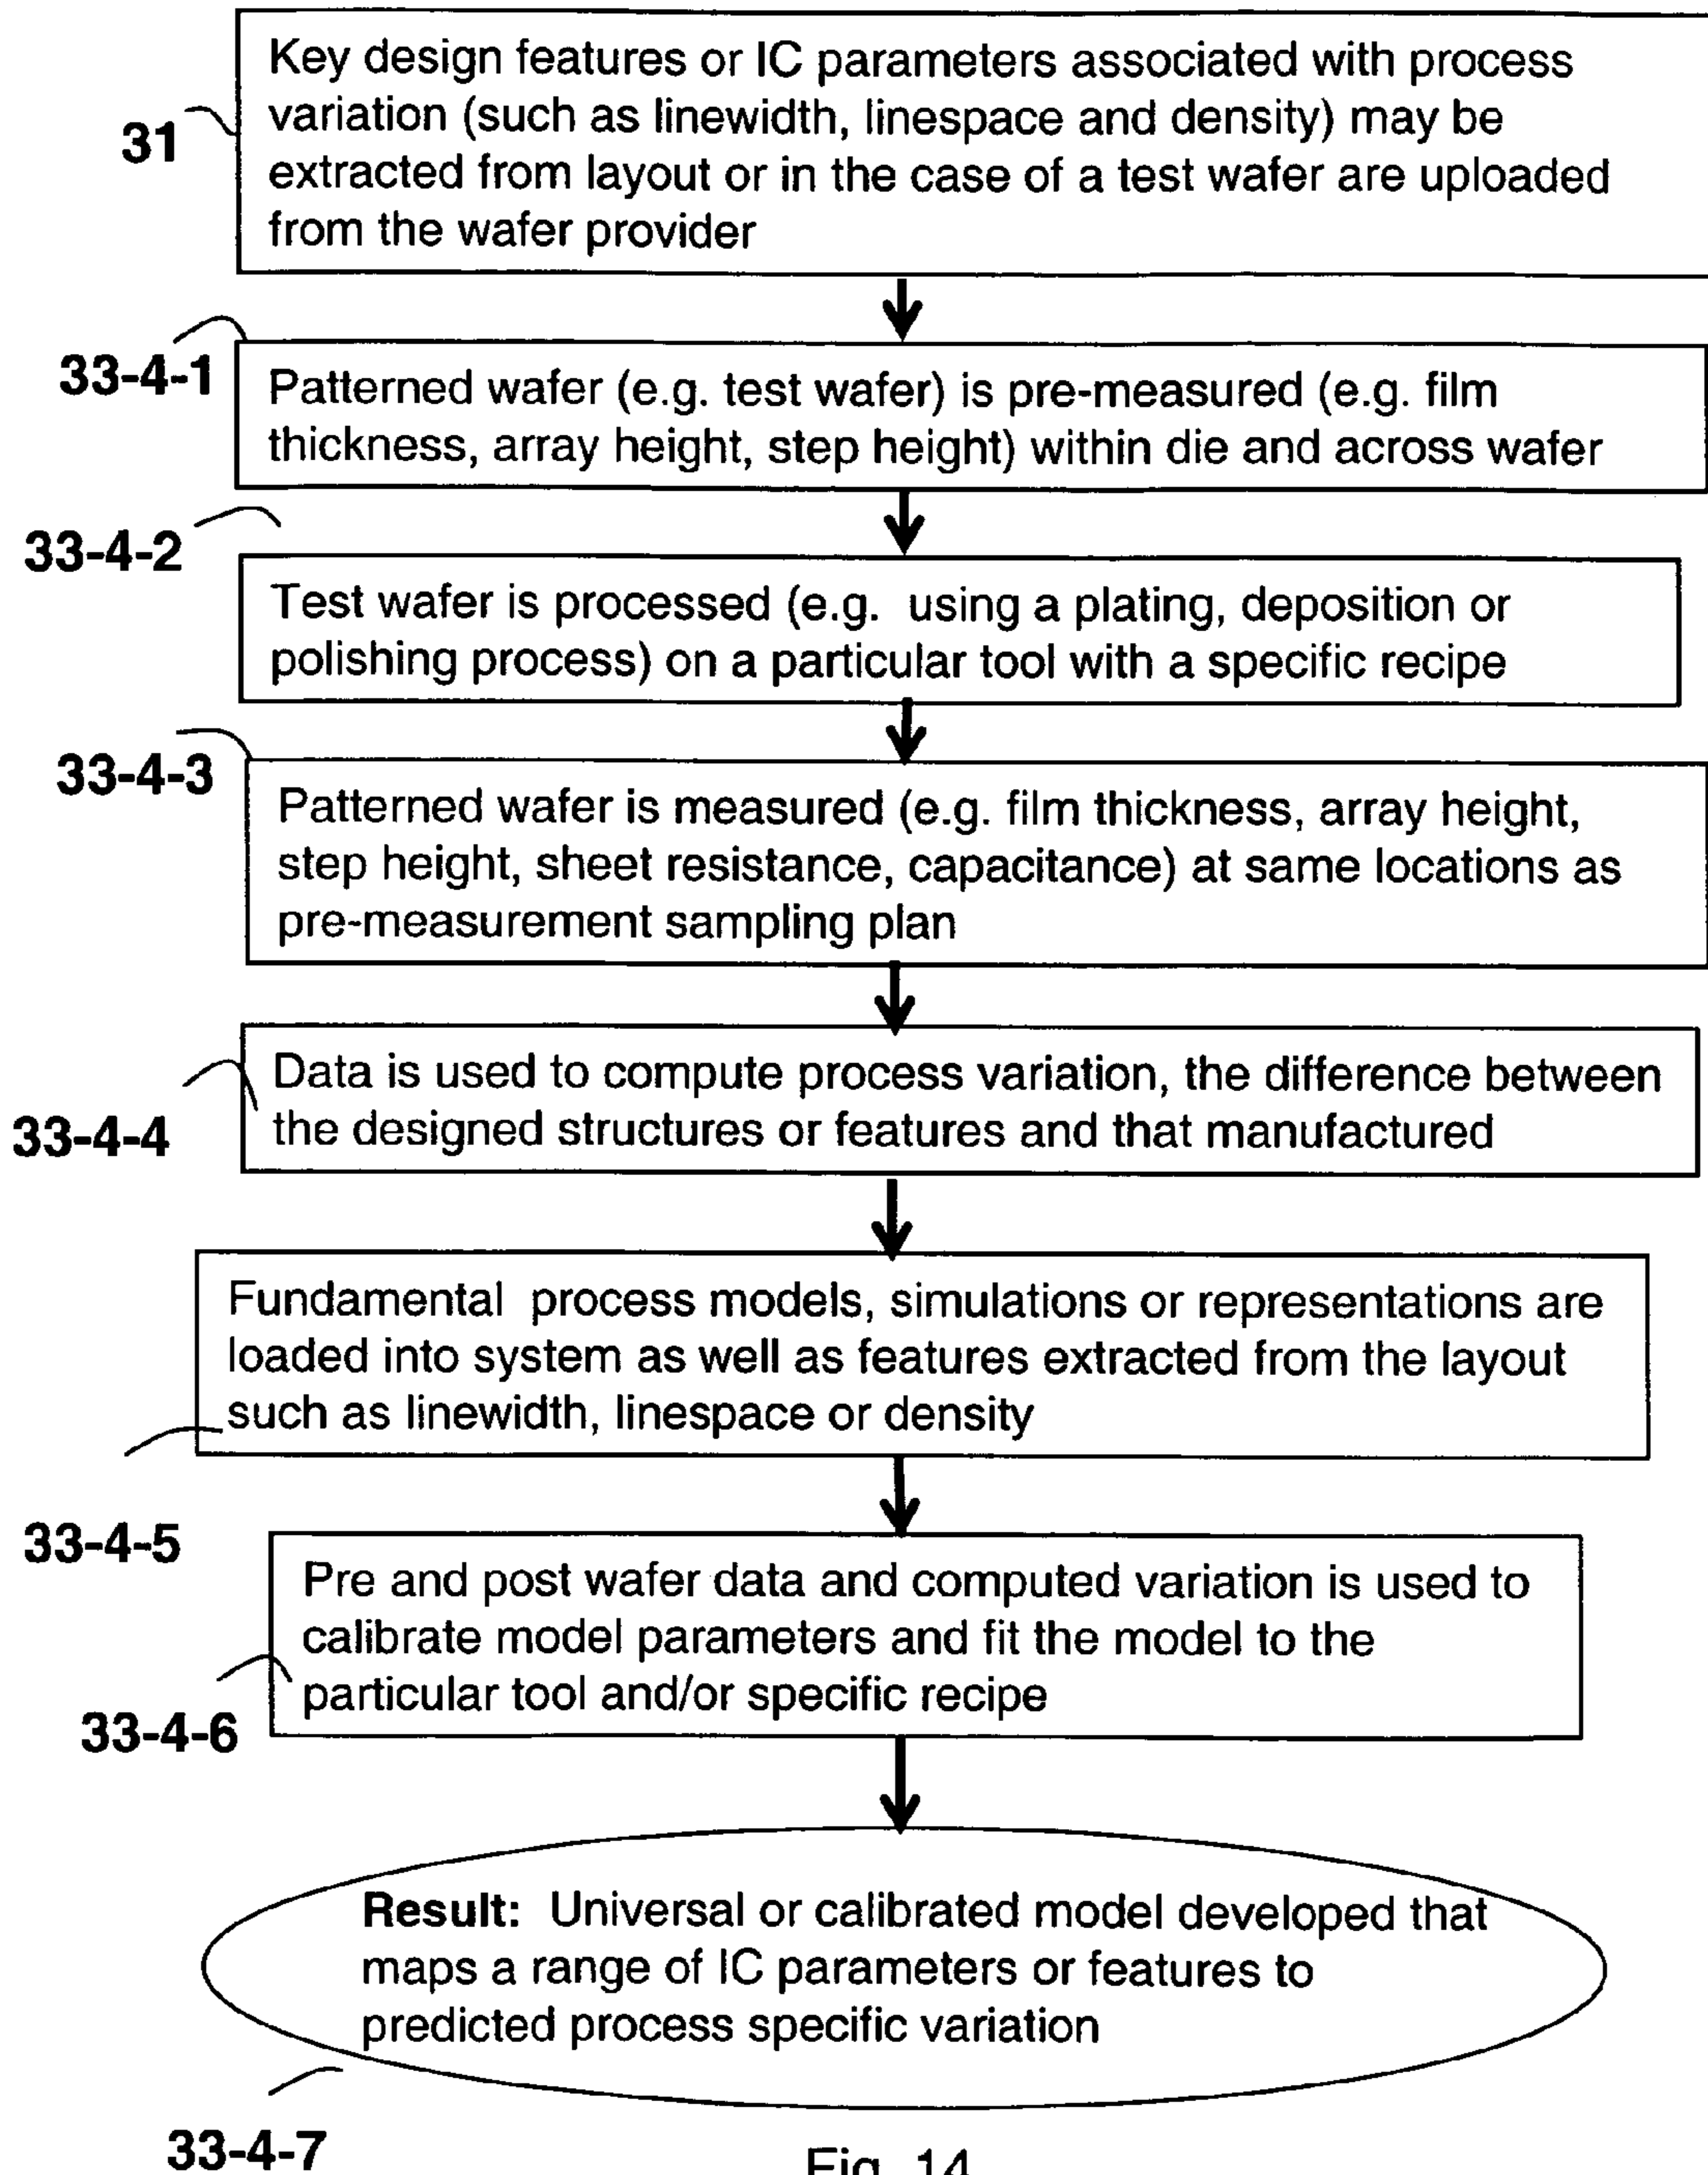 Key design features or IC parameters associated with process
variation (such as linewidth, linespace and density) may be
31
extracted from layout or in the case of a test wafer are uploaded
from the wafer provider
33-4-1
Patterned wafer (e.g. test wafer) is pre-measured (e.g. film
thickness, array height, step height) within die and across wafer
33-4-2
Test wafer is processed (e.g. using a plating, deposition or
polishing process) on a particular tool with a specific recipe
33-4-3
Patterned wafer is measured (e.g. film thickness, array height,
step height, sheet resistance, capacitance) at same locations as
pre-measurement sampling plan
Data is used to compute process variation, the difference between
the designed structures or features and that manufactured
33-4-4
Fundamental process models, simulations or representations are
loaded into system as well as features extracted from the layout
such as linewidth, linespace or density
33-4-5
Pre and post wafer data and computed variation is used to
calibrate model parameters and fit the model to the
particular tool and/or specific recipe
33-4-6
Result: Universal or calibrated model developed that
maps a range of IC parameters or features to
predicted process specific variation
33-4-7
Fig. 14